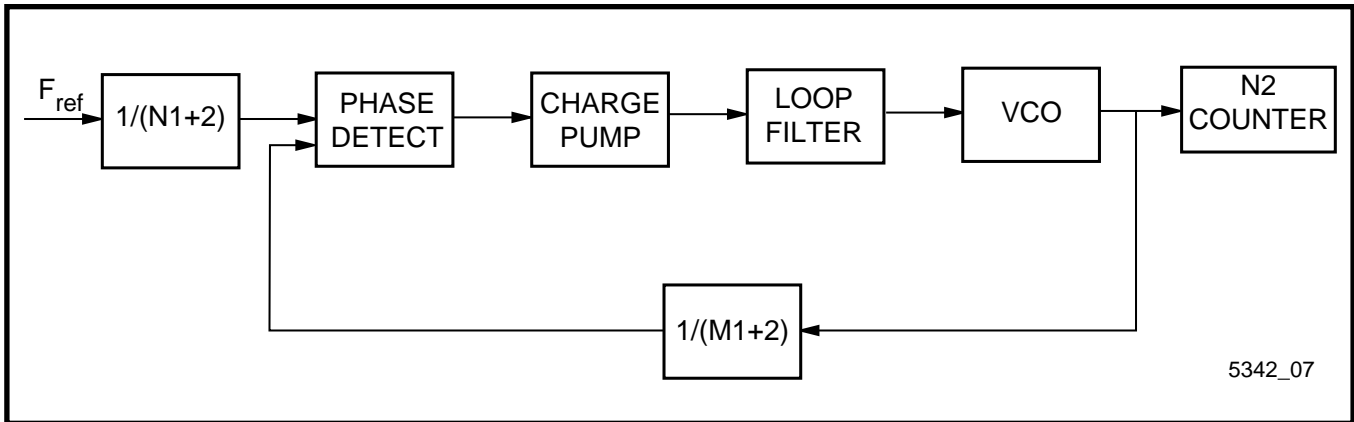 F_ref
1/(N1+2)
PHASE
DETECT
CHARGE
PUMP
LOOP
FILTER
VCO
N2
COUNTER
1/(M1+2)
5342_07